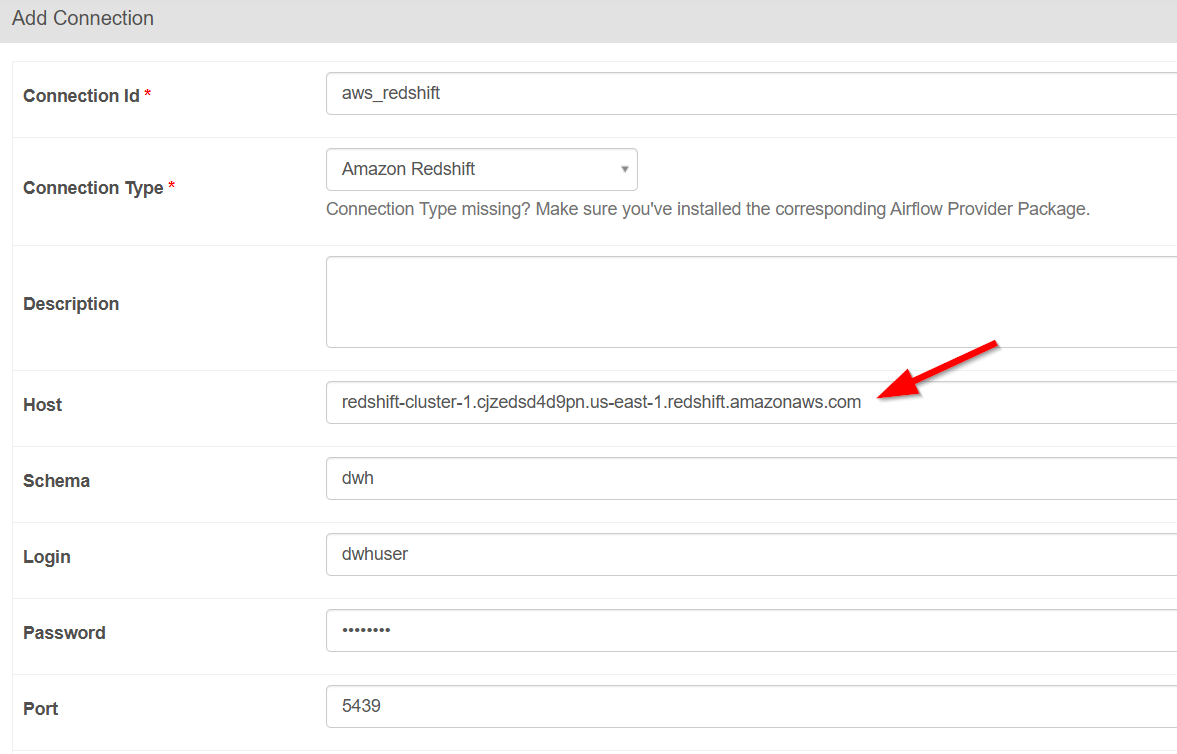 Add Connection
Connection Id *
aws_redshift
Connection Type *
Amazon Redshift
Connection Type missing? Make sure you've installed the corresponding Airflow Provider Package.
Description
Host
redshift-cluster-1.cjzedsd4d9pn.us-east-1.redshift.amazonaws.com
Schema
dwh
Login
dwhuser
Password
••••••••
Port
5439